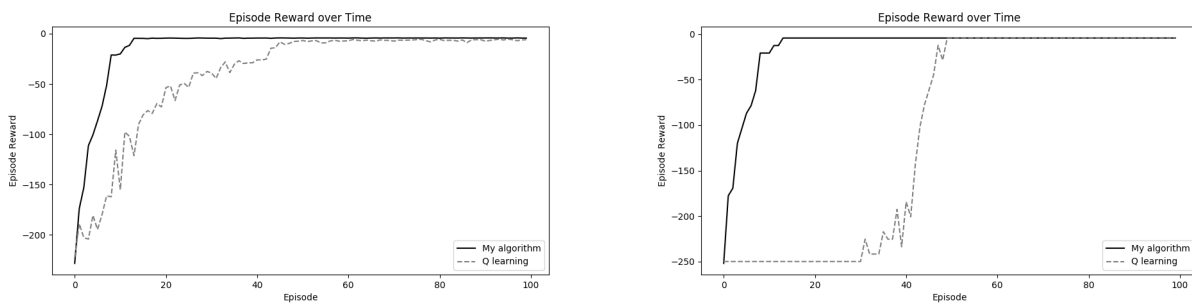 Episode Reward over Time
0
−50
−100
−150
−200
Episode Reward
0 20 40 60 80 100
Episode
My algorithm
Q learning
Episode Reward over Time
0
−50
−100
−150
−200
−250
Episode Reward
0 20 40 60 80 100
Episode
My algorithm
Q learning